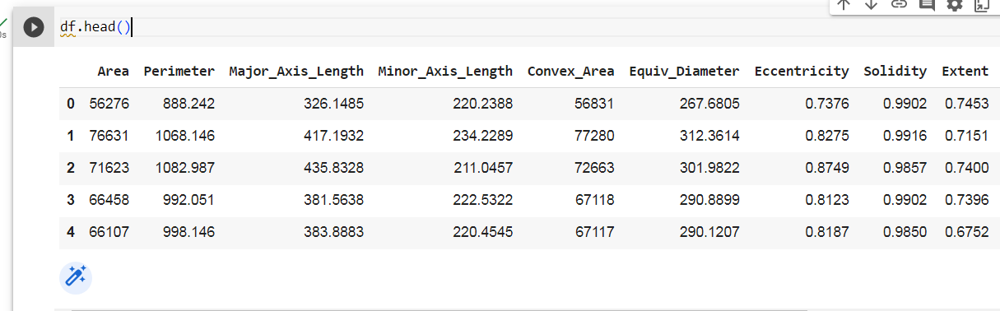 df.head()
Area Perimeter Major_Axis_Length Minor_Axis_Length Convex_Area Equiv_Diameter Eccentricity Solidity Extent
0 56276 888.242 326.1485 220.2388 56831 267.6805 0.7376 0.9902 0.7453
1 76631 1068.146 417.1932 234.2289 77280 312.3614 0.8275 0.9916 0.7151
2 71623 1082.987 435.8328 211.0457 72663 301.9822 0.8749 0.9857 0.7400
3 66458 992.051 381.5638 222.5322 67118 290.8899 0.8123 0.9902 0.7396
4 66107 998.146 383.8883 220.4545 67117 290.1207 0.8187 0.9850 0.6752